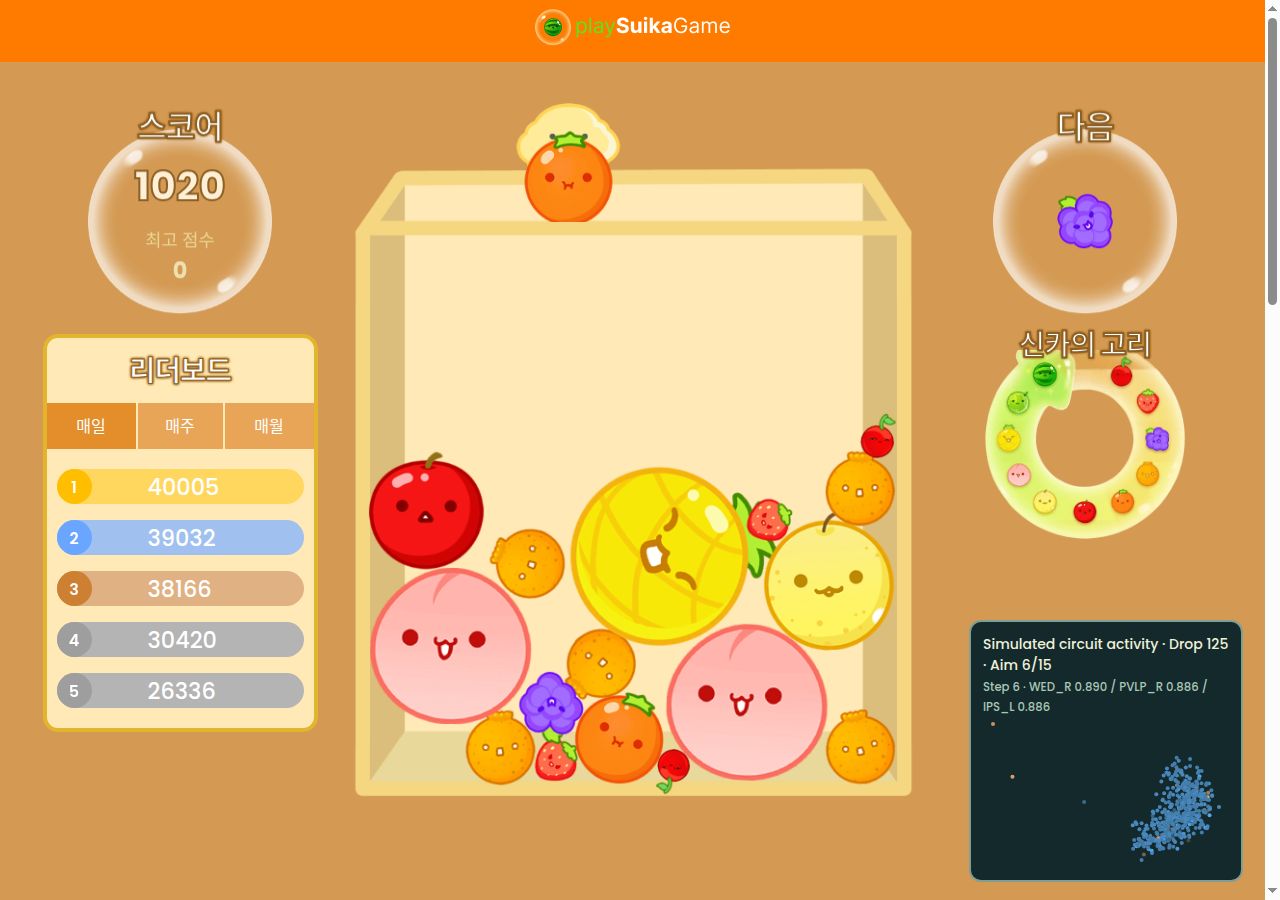 playSuikaGame
스코어
1020
최고 점수
0
다음
신카의 고리
리더보드
매일
매주
매월
1
40005
2
39032
3
38166
4
30420
5
26336
Simulated circuit activity · Drop 125
· Aim 6/15
Step 6 · WED_R 0.890 / PVLP_R 0.886 /
IPS_L 0.886